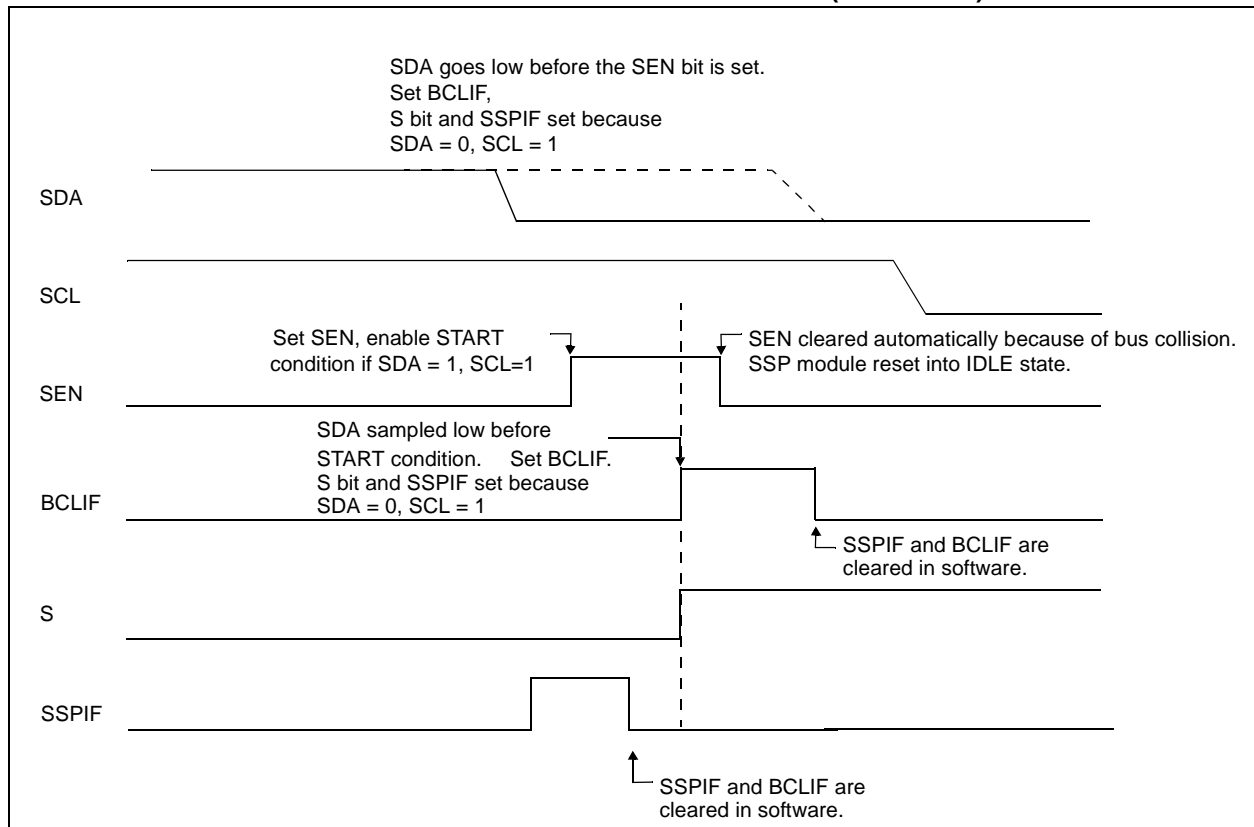 SDA goes low before the SEN bit is set.
Set BCLIF,
S bit and SSPIF set because
SDA = 0, SCL = 1
SDA
SCL
Set SEN, enable START
condition if SDA = 1, SCL=1
SEN cleared automatically because of bus collision.
SSP module reset into IDLE state.
SEN
SDA sampled low before
START condition. Set BCLIF.
S bit and SSPIF set because
SDA = 0, SCL = 1
BCLIF
SSPIF and BCLIF are
cleared in software.
S
SSPIF
SSPIF and BCLIF are
cleared in software.